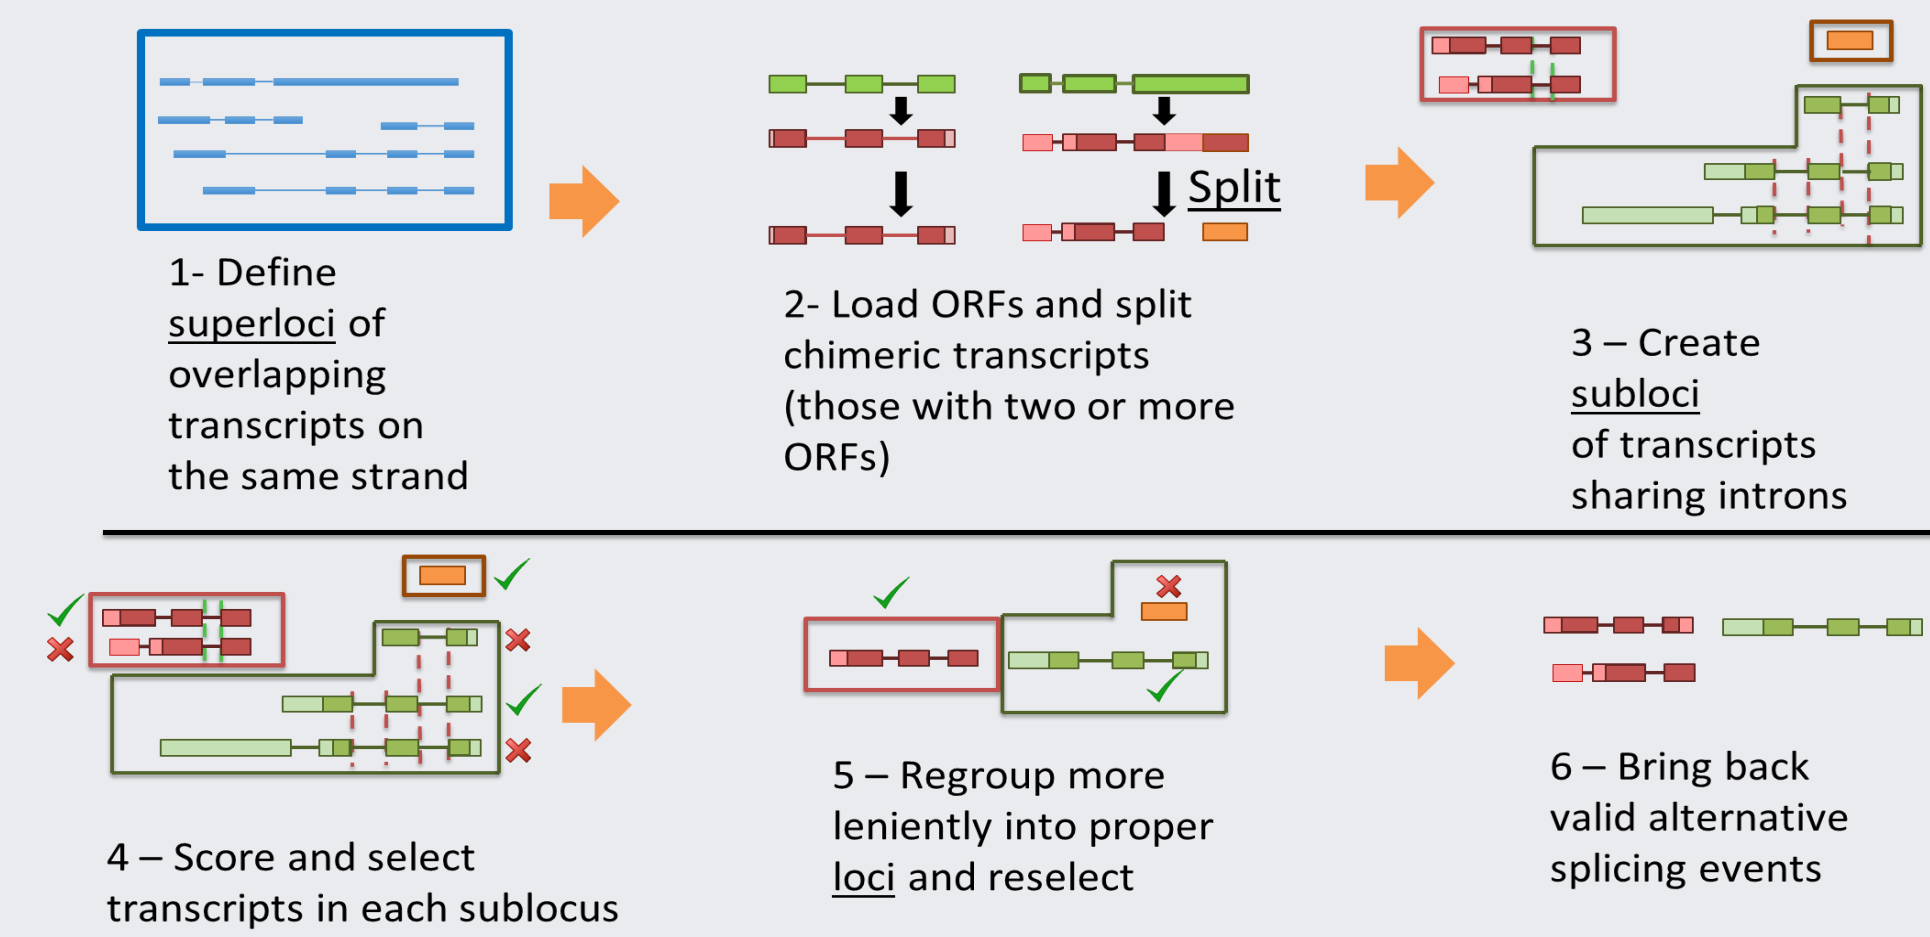 Split
1- Define
superloci of
overlapping
transcripts on
the same strand
2- Load ORFs and split
chimeric transcripts
(those with two or more
ORFs)
3 – Create
subloci
of transcripts
sharing introns
4 – Score and select
transcripts in each sublocus
5 – Regroup more
leniently into proper
loci and reselect
6 – Bring back
valid alternative
splicing events